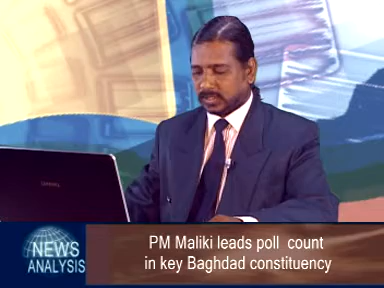 NEWS
ANALYSIS
PM Maliki leads poll  count
in key Baghdad constituency